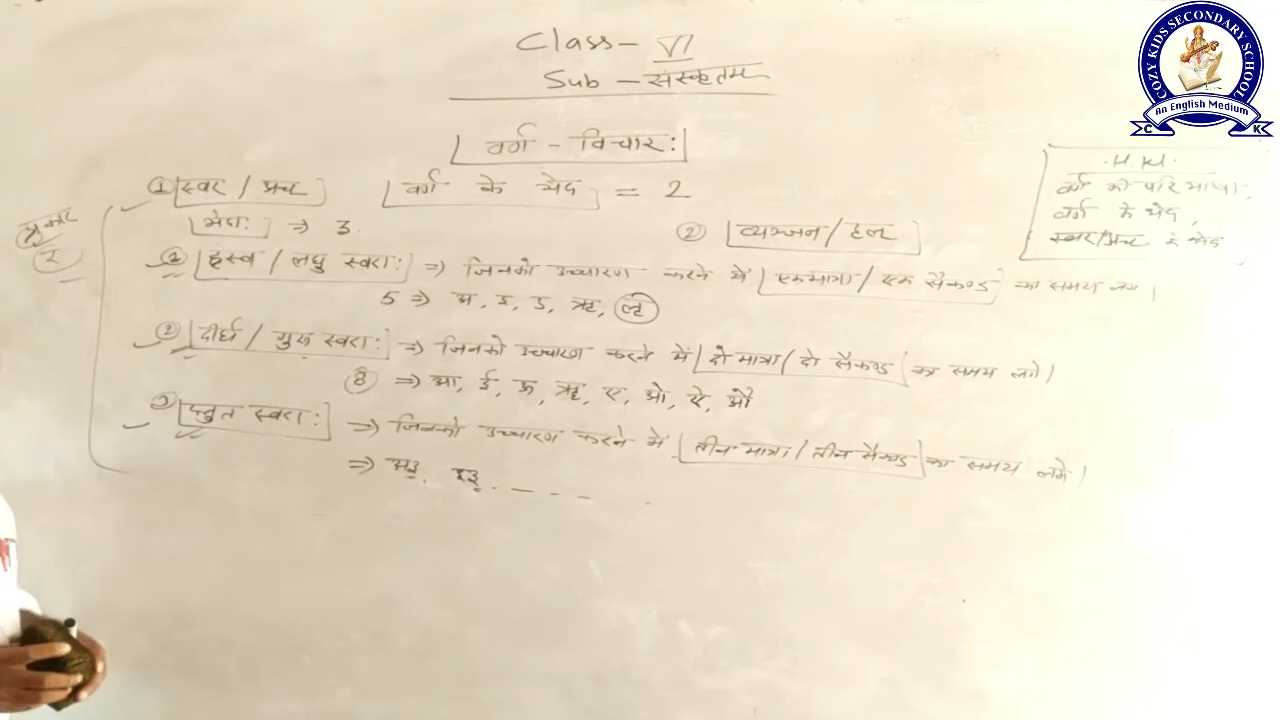 Class - VI
Sub - संस्कृतम
वर्ण - विचार:
① स्वर / अच्
वर्ण के भेद = 2
भेदा: ⇒ 3
② व्यञ्जन / हल्
① ह्रस्व / लघु स्वरा: ⇒ जिनको उच्चारण करने में एकमात्रा / एक सैकण्ड का समय लगे।
5 ⇒ अ, इ, उ, ऋ, लृ
② दीर्घ / गुरु स्वरा: ⇒ जिनको उच्चारण करने में दो मात्रा / दो सैकण्ड का समय लगे।
8 ⇒ आ, ई, ऊ, ॠ, ए, ओ, ऐ, औ
③ प्लुत स्वरा: ⇒ जिनको उच्चारण करने में तीन मात्रा / तीन सैकण्ड का समय लगे।
⇒ अ३, इ३, - - - -
H.W.
वर्ण की परिभाषा,
वर्ण के भेद,
स्वर/अच् के भेद
COZY KIDS SECONDARY SCHOOL
An English Medium
C K